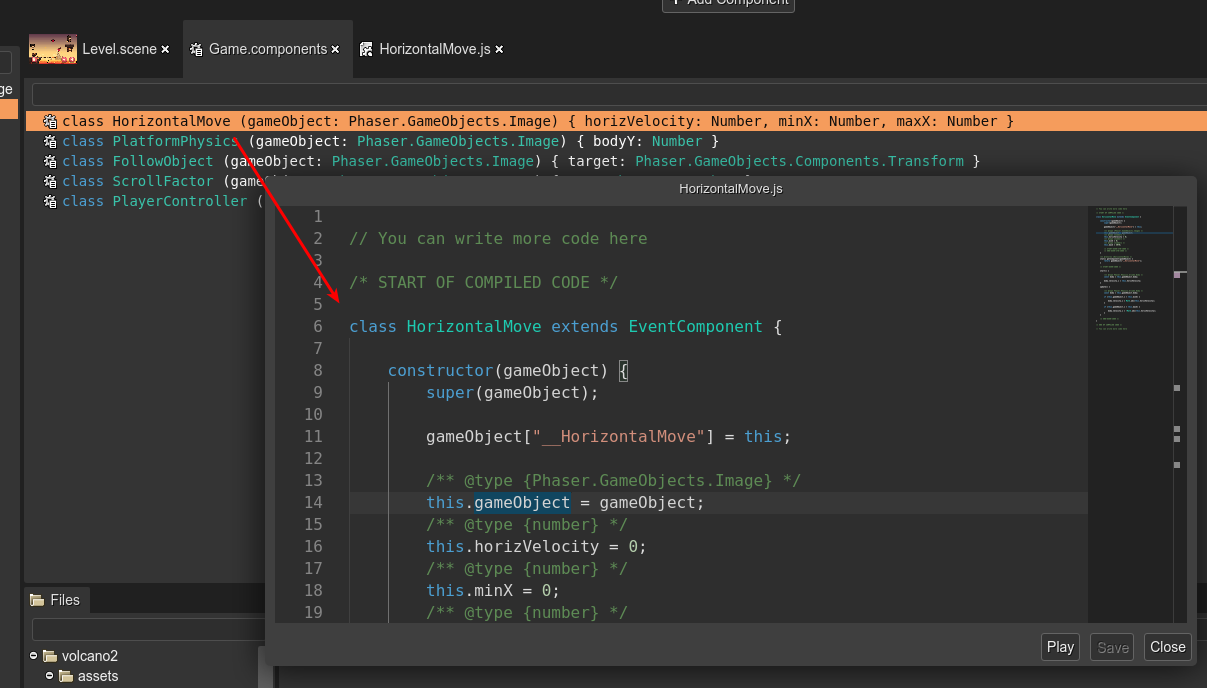 + Add Component
Level.scene × Game.components × HorizontalMove.js ×
ge
class HorizontalMove (gameObject: Phaser.GameObjects.Image) { horizVelocity: Number, minX: Number, maxX: Number }
class PlatformPhysics (gameObject: Phaser.GameObjects.Image) { bodyY: Number }
class FollowObject (gameObject: Phaser.GameObjects.Image) { target: Phaser.GameObjects.Components.Transform }
class ScrollFactor (game
class PlayerController (
HorizontalMove.js
1
2 // You can write more code here
3
4 /* START OF COMPILED CODE */
5
6 class HorizontalMove extends EventComponent {
7
8 constructor(gameObject) {
9 super(gameObject);
10
11 gameObject["__HorizontalMove"] = this;
12
13 /** @type {Phaser.GameObjects.Image} */
14 this.gameObject = gameObject;
15 /** @type {number} */
16 this.horizVelocity = 0;
17 /** @type {number} */
18 this.minX = 0;
19 /** @type {number} */
Files
volcano2
assets
Play Save Close